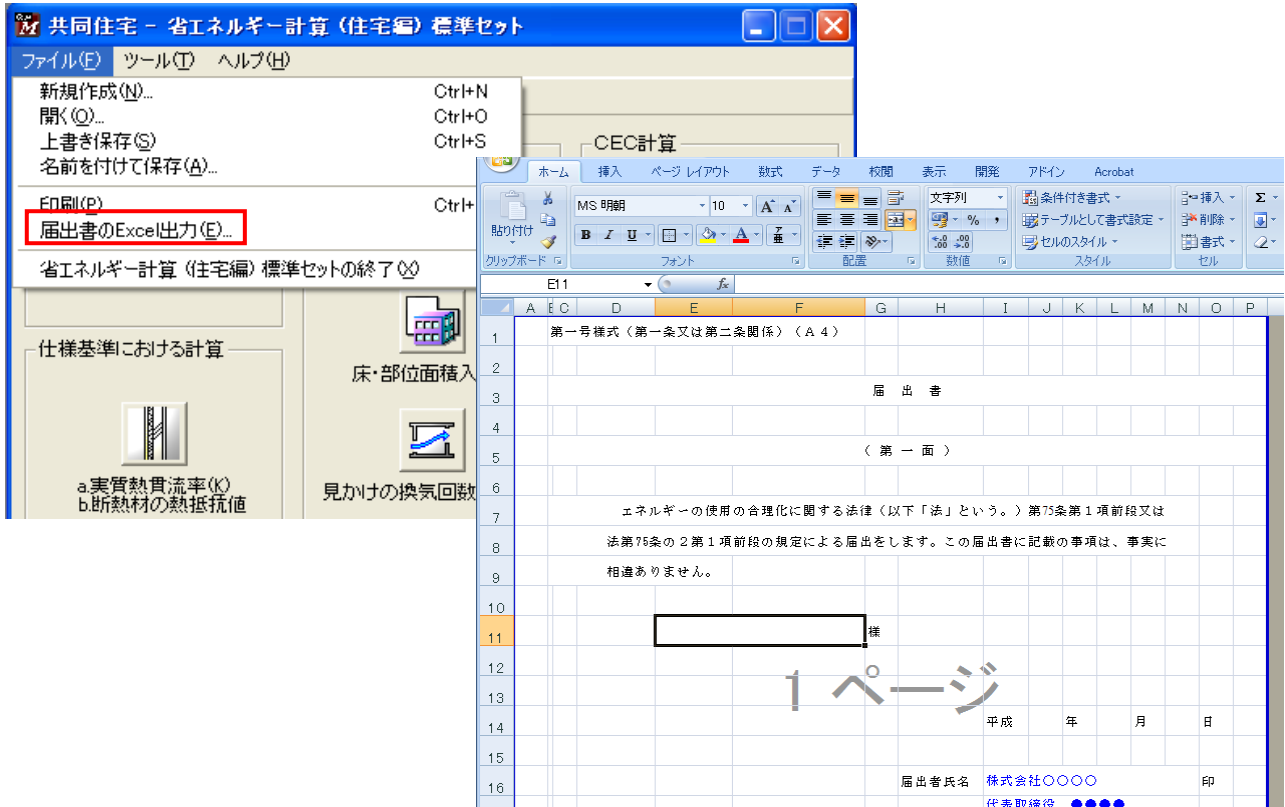 共同住宅 - 省エネルギー計算 (住宅編) 標準セット
ファイル(F) ツール(T) ヘルプ(H)
新規作成(N)... Ctrl+N
開く(O)... Ctrl+O
上書き保存(S) Ctrl+S
名前を付けて保存(A)...
印刷(P) Ctrl+
届出書のExcel出力(E)...
省エネルギー計算 (住宅編) 標準セットの終了(X)
CEC計算
仕様基準における計算
a.実質熱貫流率(K)
b.断熱材の熱抵抗値
床・部位面積入
見かけの換気回数
ホーム 挿入 ページ レイアウト 数式 データ 校閲 表示 開発 アドイン Acrobat
貼り付け
MS 明朝 10
文字列
条件付き書式
テーブルとして書式設定
セルのスタイル
挿入
削除
書式
クリップボード フォント 配置 数値 スタイル セル
E11 fx
A B C D E F G H I J K L M N O P
1 第一号様式（第一条又は第二条関係）（Ａ４）
2
3 届 出 書
4
5 （ 第 一 面 ）
6
7 エネルギーの使用の合理化に関する法律（以下「法」という。）第75条第１項前段又は
8 法第75条の２第１項前段の規定による届出をします。この届出書に記載の事項は、事実に
9 相違ありません。
10
11 様
12
13
1 ページ
14 平成 年 月 日
15
16 届出者氏名 株式会社○○○○ 印
代表取締役 ●●●●